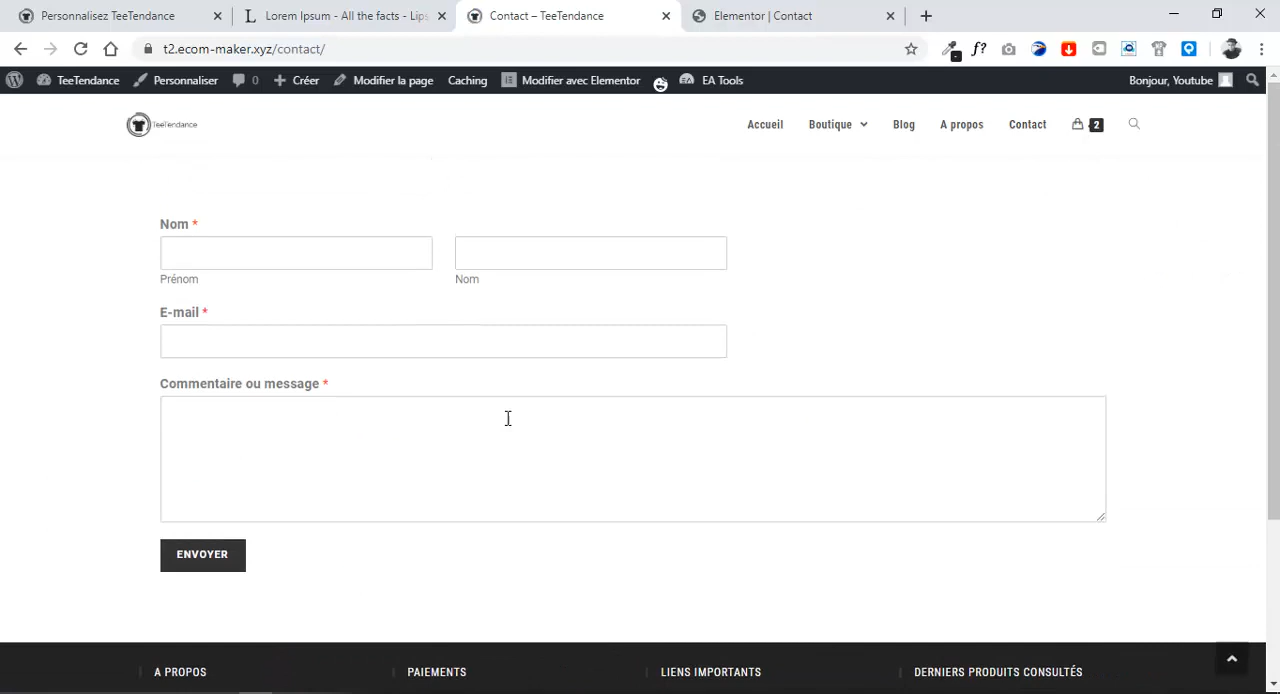 Personnalisez TeeTendance
Lorem Ipsum - All the facts - Lips
Contact – TeeTendance
Elementor | Contact
t2.ecom-maker.xyz/contact/
f?
TeeTendance
Personnaliser
0
Créer
Modifier la page
Caching
Modifier avec Elementor
EA Tools
Bonjour, Youtube
TeeTendance
Accueil
Boutique
Blog
A propos
Contact
2
Nom *
Prénom
Nom
E-mail *
Commentaire ou message *
ENVOYER
A PROPOS
PAIEMENTS
LIENS IMPORTANTS
DERNIERS PRODUITS CONSULTÉS